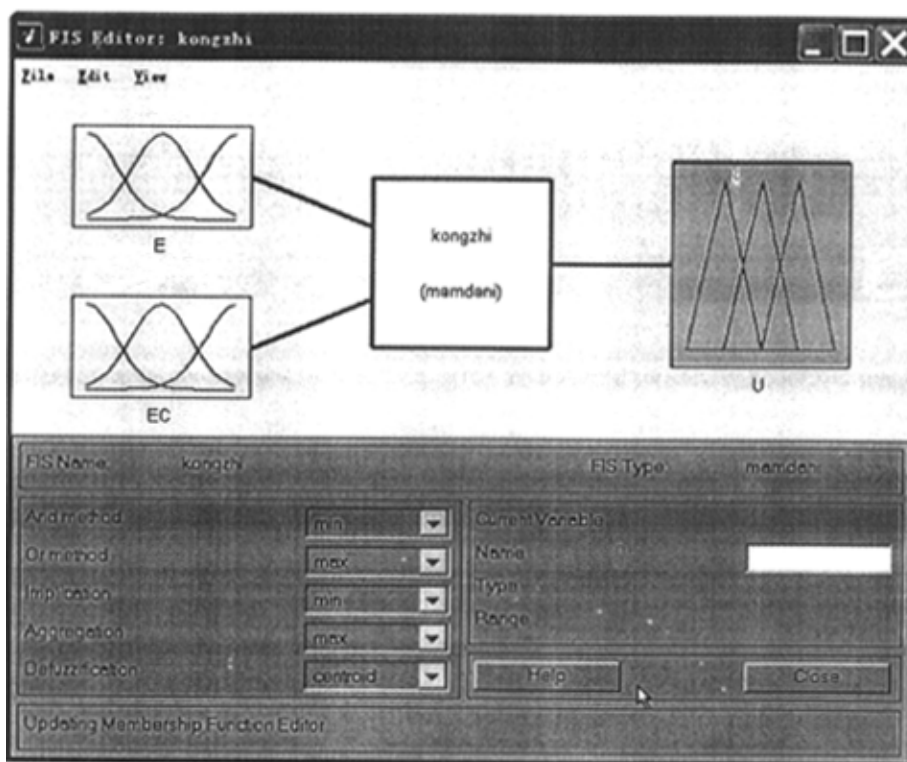 FIS Editor: kongzhi
File Edit View
E
EC
kongzhi
(mamdani)
U
FIS Name: kongzhi
FIS Type: mamdani
And method min
Or method max
Implication min
Aggregation max
Defuzzification centroid
Current Variable
Name
Type
Range
Help
Close
Updating Membership Function Editor